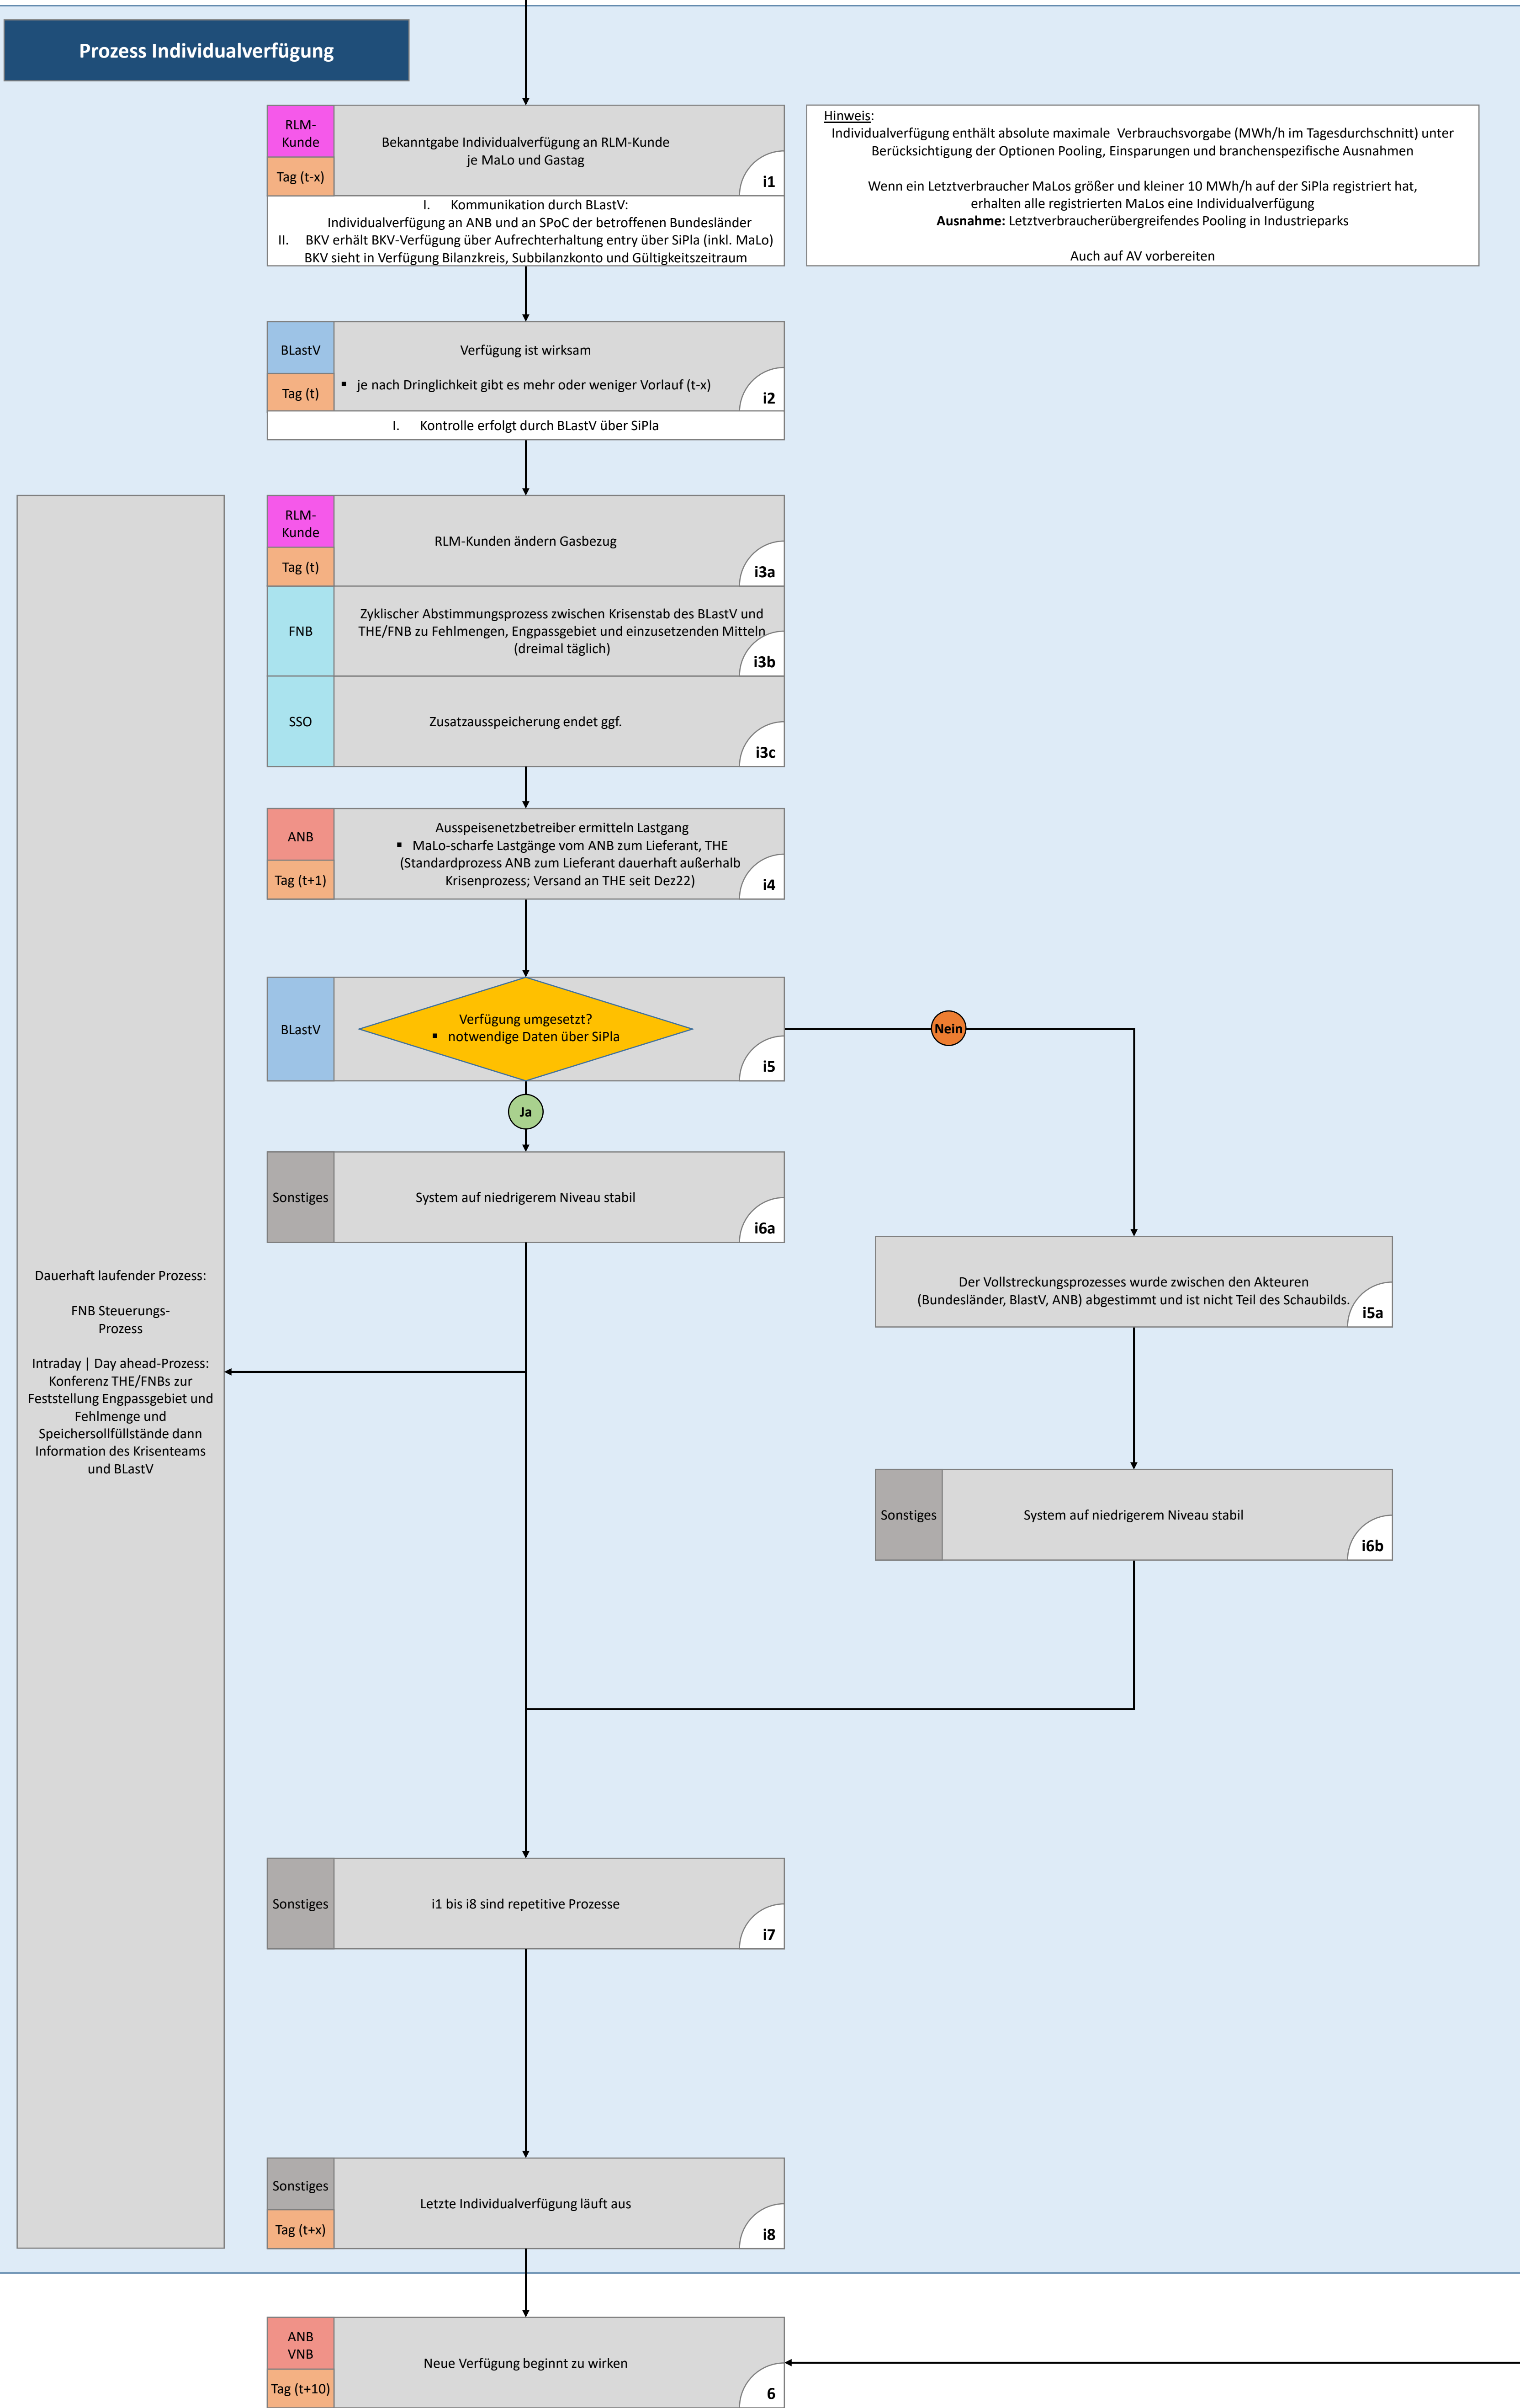 Prozess Individualverfügung
RLM-
Kunde
Tag (t-x)
Bekanntgabe Individualverfügung an RLM-Kunde
je MaLo und Gastag
i1
I. Kommunikation durch BLastV:
Individualverfügung an ANB und an SPoC der betroffenen Bundesländer
II. BKV erhält BKV-Verfügung über Aufrechterhaltung entry über SiPla (inkl. MaLo)
BKV sieht in Verfügung Bilanzkreis, Subbilanzkonto und Gültigkeitszeitraum
Hinweis:
Individualverfügung enthält absolute maximale Verbrauchsvorgabe (MWh/h im Tagesdurchschnitt) unter
Berücksichtigung der Optionen Pooling, Einsparungen und branchenspezifische Ausnahmen
Wenn ein Letztverbraucher MaLos größer und kleiner 10 MWh/h auf der SiPla registriert hat,
erhalten alle registrierten MaLos eine Individualverfügung
Ausnahme: Letztverbraucherübergreifendes Pooling in Industrieparks
Auch auf AV vorbereiten
BLastV
Tag (t)
Verfügung ist wirksam
▪ je nach Dringlichkeit gibt es mehr oder weniger Vorlauf (t-x)
i2
I. Kontrolle erfolgt durch BLastV über SiPla
RLM-
Kunde
Tag (t)
RLM-Kunden ändern Gasbezug
i3a
FNB
Zyklischer Abstimmungsprozess zwischen Krisenstab des BLastV und
THE/FNB zu Fehlmengen, Engpassgebiet und einzusetzenden Mitteln
(dreimal täglich)
i3b
SSO
Zusatzausspeicherung endet ggf.
i3c
ANB
Tag (t+1)
Ausspeisenetzbetreiber ermitteln Lastgang
▪ MaLo-scharfe Lastgänge vom ANB zum Lieferant, THE
(Standardprozess ANB zum Lieferant dauerhaft außerhalb
Krisenprozess; Versand an THE seit Dez22)
i4
BLastV
Verfügung umgesetzt?
▪ notwendige Daten über SiPla
i5
Nein
Ja
Sonstiges
System auf niedrigerem Niveau stabil
i6a
Der Vollstreckungsprozesses wurde zwischen den Akteuren
(Bundesländer, BlastV, ANB) abgestimmt und ist nicht Teil des Schaubilds.
i5a
Dauerhaft laufender Prozess:
FNB Steuerungs-
Prozess
Intraday | Day ahead-Prozess:
Konferenz THE/FNBs zur
Feststellung Engpassgebiet und
Fehlmenge und
Speichersollfüllstände dann
Information des Krisenteams
und BLastV
Sonstiges
System auf niedrigerem Niveau stabil
i6b
Sonstiges
i1 bis i8 sind repetitive Prozesse
i7
Sonstiges
Tag (t+x)
Letzte Individualverfügung läuft aus
i8
ANB
VNB
Tag (t+10)
Neue Verfügung beginnt zu wirken
6